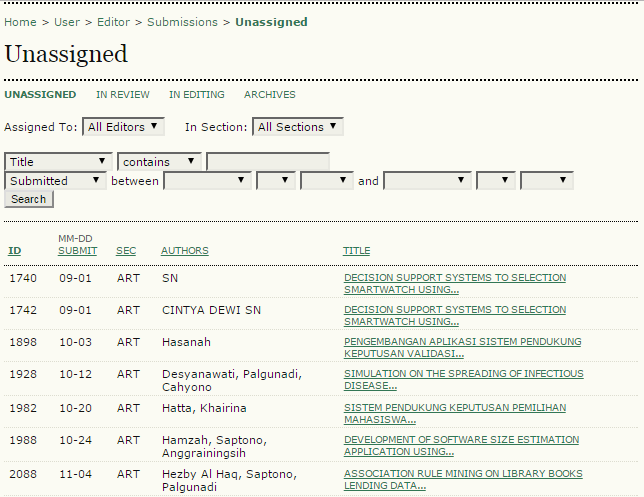 Home > User > Editor > Submissions > Unassigned
Unassigned
UNASSIGNED IN REVIEW IN EDITING ARCHIVES
Assigned To: All Editors In Section: All Sections
Title contains
Submitted between and
Search
ID MM-DD SUBMIT SEC AUTHORS TITLE
1740 09-01 ART SN DECISION SUPPORT SYSTEMS TO SELECTION
SMARTWATCH USING...
1742 09-01 ART CINTYA DEWI SN DECISION SUPPORT SYSTEMS TO SELECTION
SMARTWATCH USING...
1898 10-03 ART Hasanah PENGEMBANGAN APLIKASI SISTEM PENDUKUNG
KEPUTUSAN VALIDASI...
1928 10-12 ART Desyanawati, Palgunadi, SIMULATION ON THE SPREADING OF INFECTIOUS
Cahyono DISEASE...
1982 10-20 ART Hatta, Khairina SISTEM PENDUKUNG KEPUTUSAN PEMILIHAN
MAHASISWA...
1988 10-24 ART Hamzah, Saptono, DEVELOPMENT OF SOFTWARE SIZE ESTIMATION
Anggrainingsih APPLICATION USING...
2088 11-04 ART Hezby Al Haq, Saptono, ASSOCIATION RULE MINING ON LIBRARY BOOKS
Palgunadi LENDING DATA...